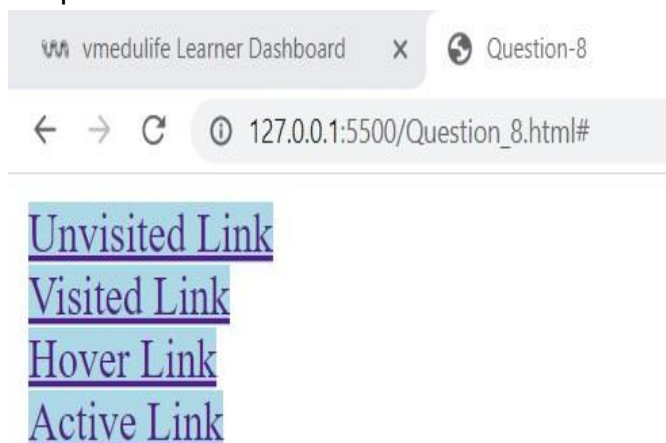 vmedulife Learner Dashboard
Question-8
127.0.0.1:5500/Question_8.html#
Unvisited Link
Visited Link
Hover Link
Active Link